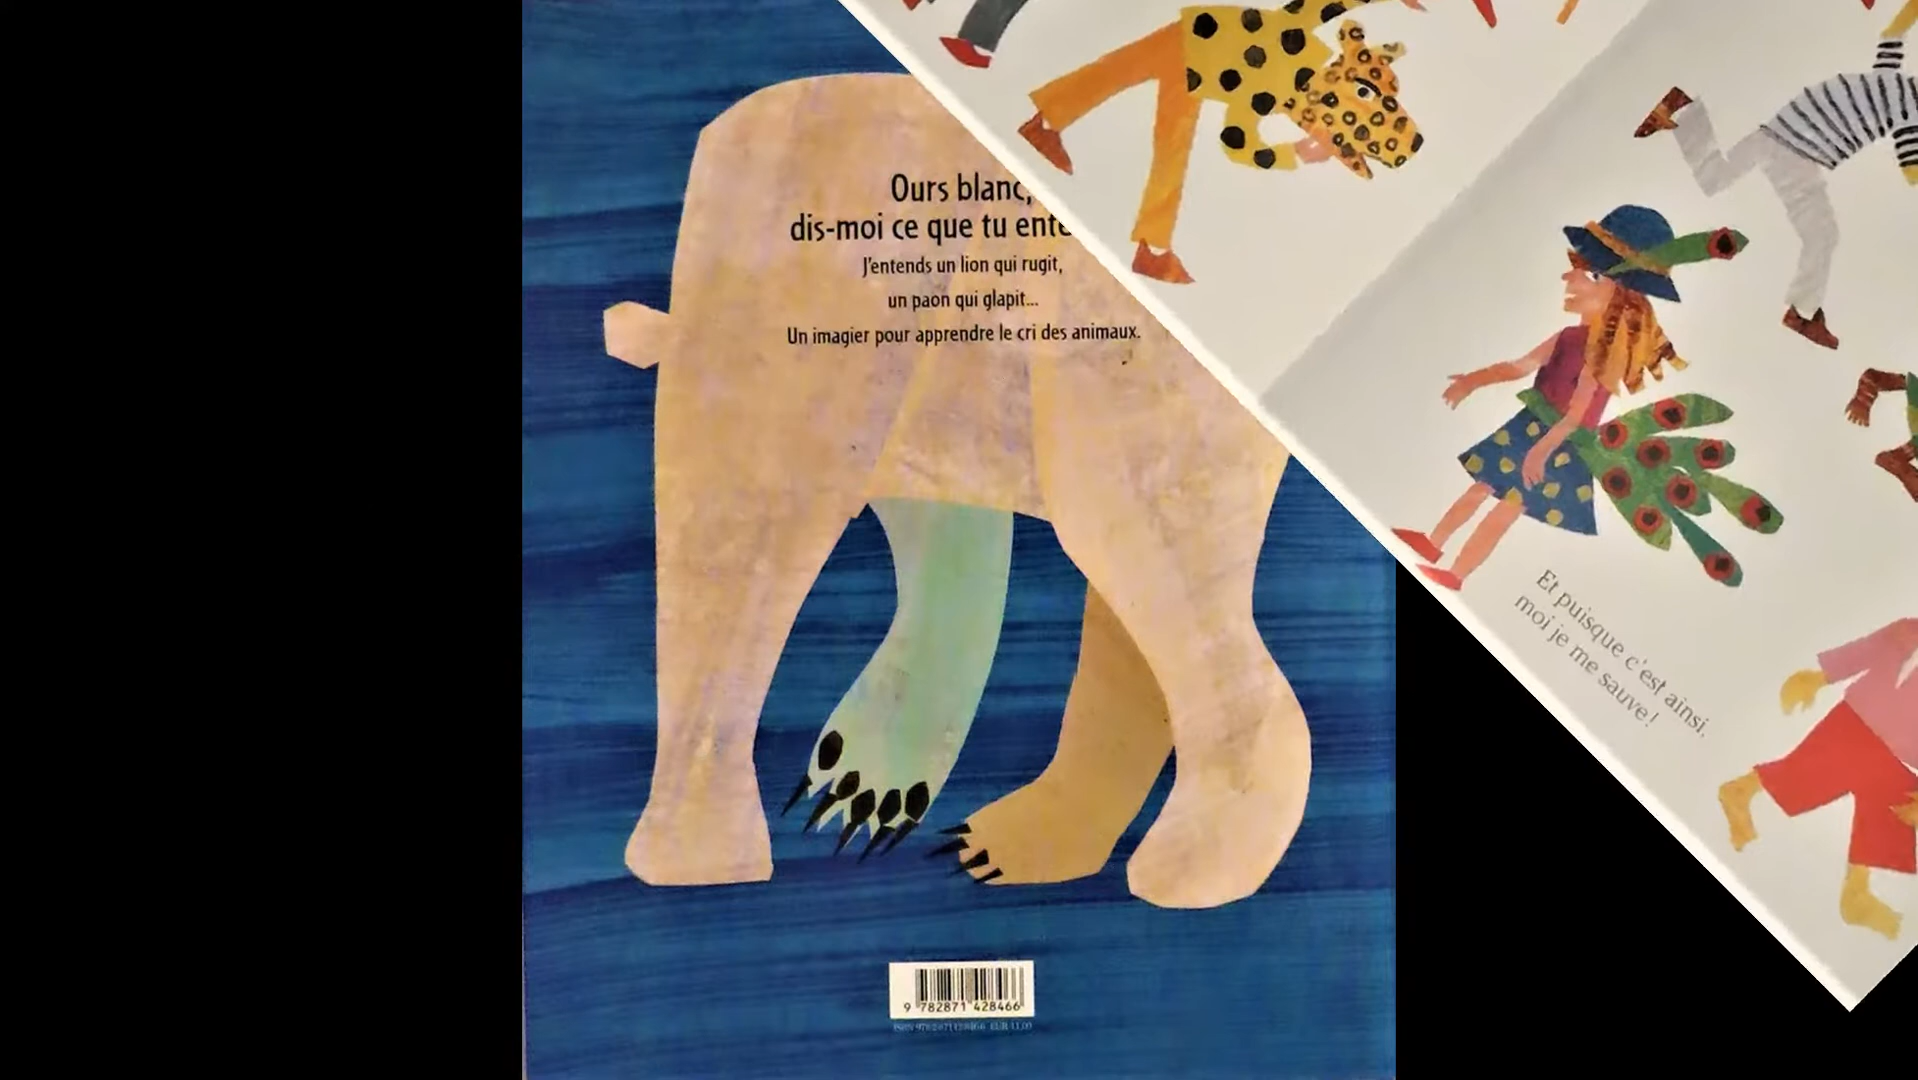 Ours blanc,
dis-moi ce que tu ente
J'entends un lion qui rugit,
un paon qui glapit...
Un imagier pour apprendre le cri des animaux.
Et puisque c'est ainsi,
moi je me sauve !
9 782871 428466